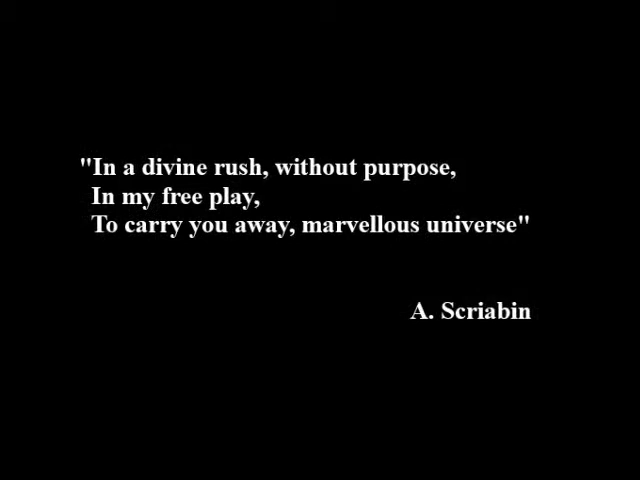 "In a divine rush, without purpose,
In my free play,
To carry you away, marvellous universe"
A. Scriabin